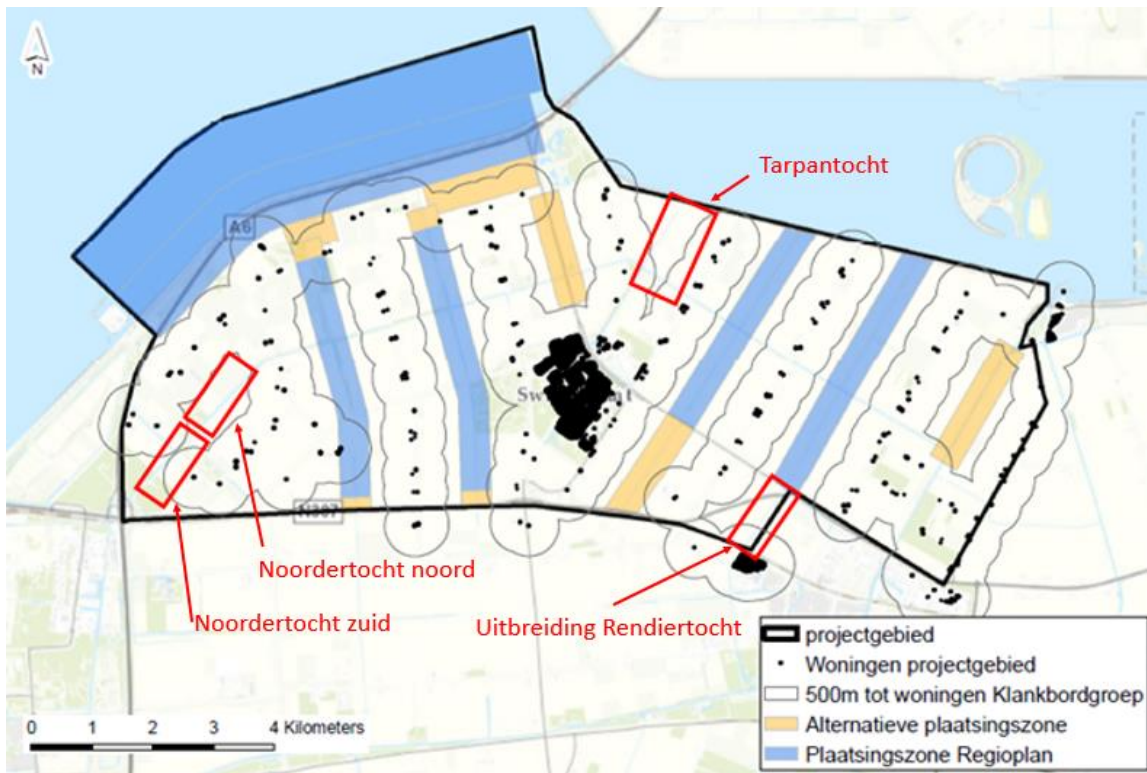 N
Tarpantocht
A6
N307
Noordertocht noord
Noordertocht zuid
Uitbreiding Rendiertocht
projectgebied
Woningen projectgebied
500m tot woningen Klankbordgroep
Alternatieve plaatsingszone
Plaatsingszone Regioplan
0 1 2 3 4 Kilometers